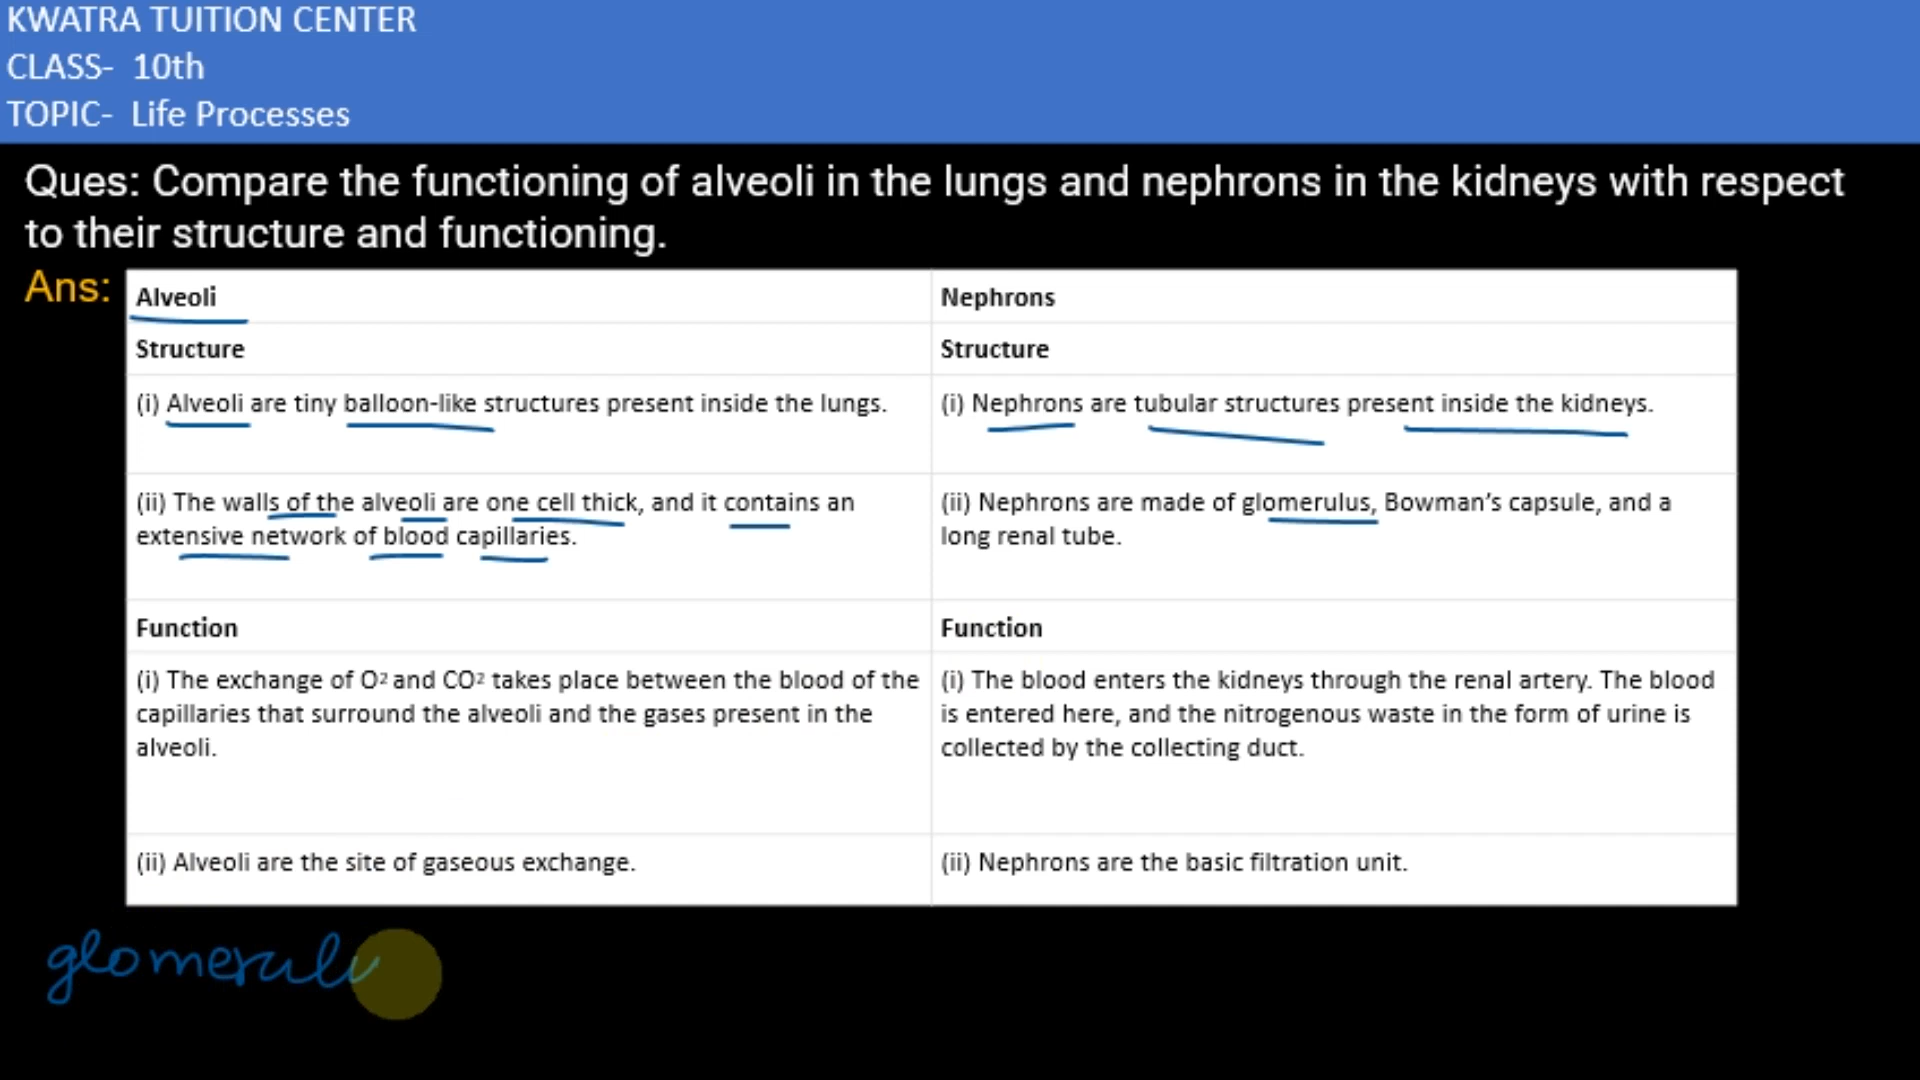 KWATRA TUITION CENTER
CLASS- 10th
TOPIC- Life Processes
Ques: Compare the functioning of alveoli in the lungs and nephrons in the kidneys with respect
to their structure and functioning.
Ans:
Alveoli
Nephrons
Structure
Structure
(i) Alveoli are tiny balloon-like structures present inside the lungs.
(i) Nephrons are tubular structures present inside the kidneys.
(ii) The walls of the alveoli are one cell thick, and it contains an
extensive network of blood capillaries.
(ii) Nephrons are made of glomerulus, Bowman’s capsule, and a
long renal tube.
Function
Function
(i) The exchange of O2 and CO2 takes place between the blood of the
capillaries that surround the alveoli and the gases present in the
alveoli.
(i) The blood enters the kidneys through the renal artery. The blood
is entered here, and the nitrogenous waste in the form of urine is
collected by the collecting duct.
(ii) Alveoli are the site of gaseous exchange.
(ii) Nephrons are the basic filtration unit.